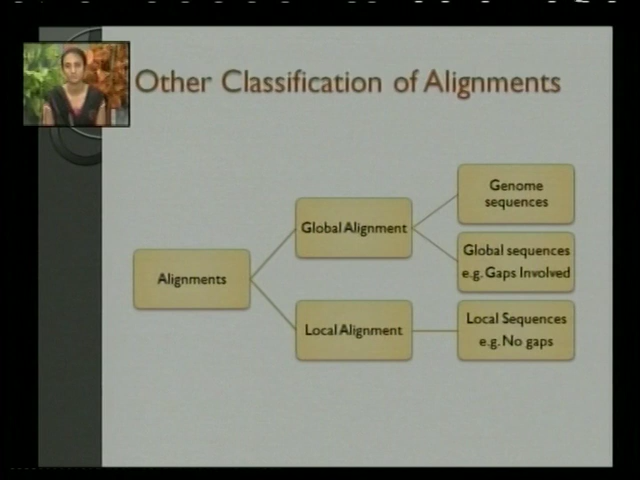 Other Classification of Alignments
Genome
sequences
Global Alignment
Global sequences
e.g. Gaps Involved
Alignments
Local Alignment
Local Sequences
e.g. No gaps